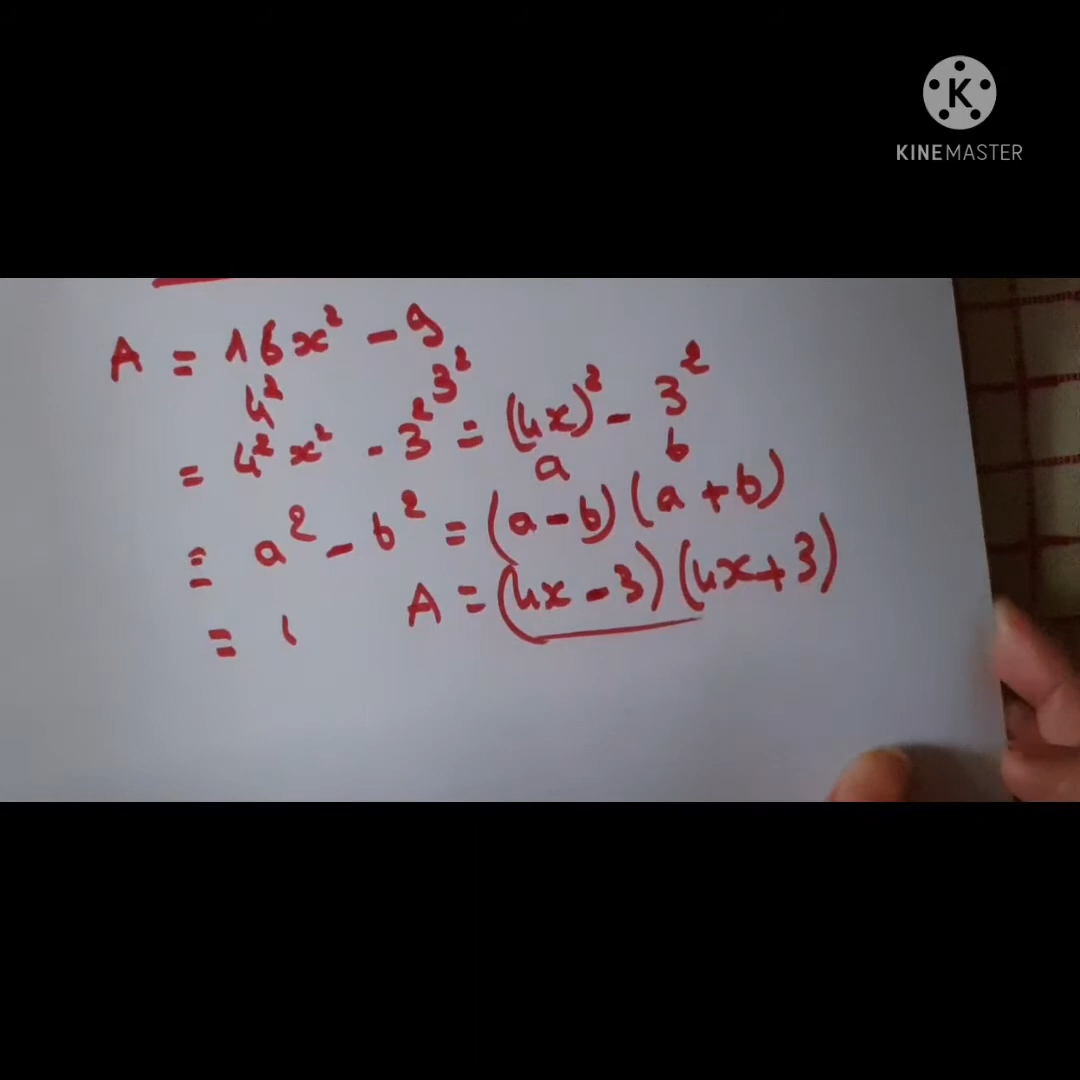 K
KINEMASTER
A = 16x² - 9
4² 3²
= 4²x² - 3² = (4x)² - 3²
a b
= a² - b² = (a-b)(a+b)
A = (4x-3)(4x+3)
= (